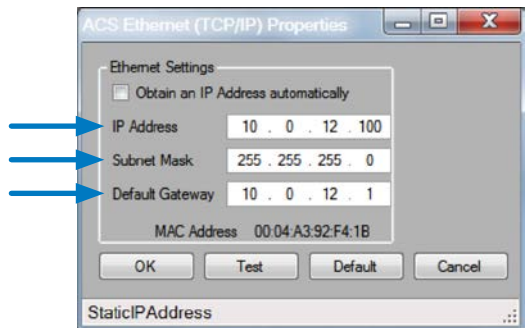 ACS Ethernet (TCP/IP) Properties
Ethernet Settings
Obtain an IP Address automatically
IP Address 10 . 0 . 12 . 100
Subnet Mask 255 . 255 . 255 . 0
Default Gateway 10 . 0 . 12 . 1
MAC Address 00:04:A3:92:F4:1B
OK Test Default Cancel
StaticIPAddress